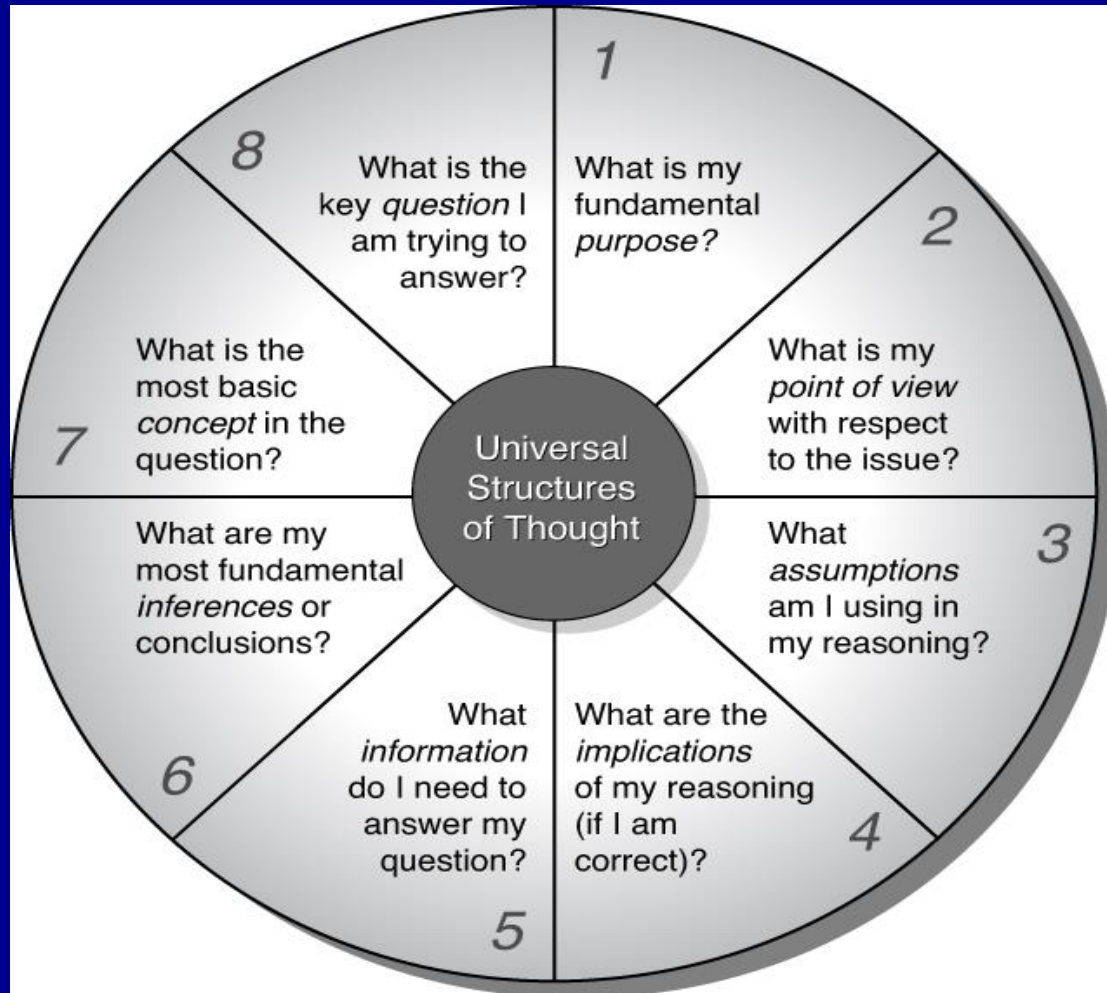 1
What is my
fundamental
purpose?
2
What is my
point of view
with respect
to the issue?
3
What
assumptions
am I using in
my reasoning?
4
What are the
implications
of my reasoning
(if I am
correct)?
5
What
information
do I need to
answer my
question?
6
What are my
most fundamental
inferences or
conclusions?
7
What is the
most basic
concept in the
question?
8
What is the
key question I
am trying to
answer?
Universal
Structures
of Thought